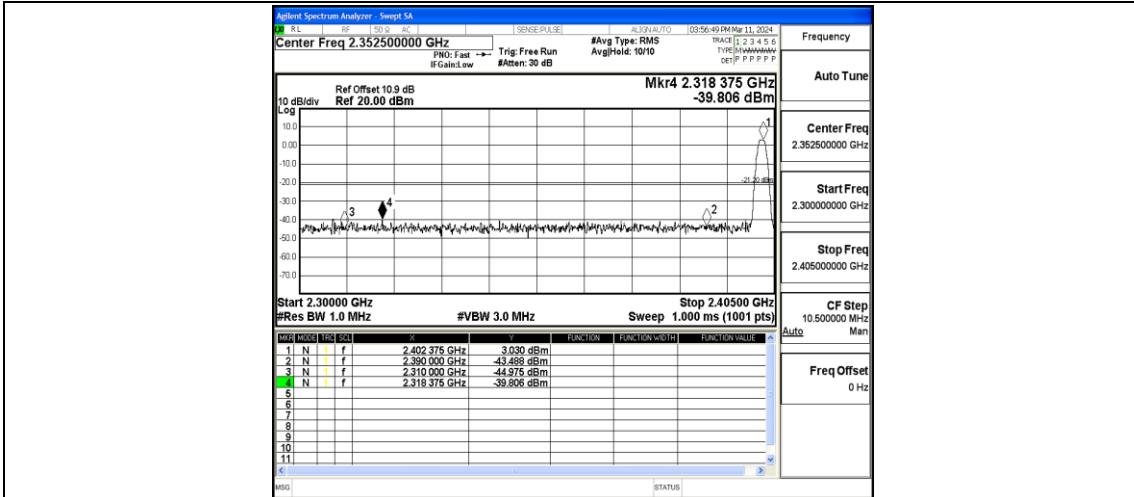 Agilent Spectrum Analyzer - Swept SA
RL RF 50 Ω AC SENSE:PULSE ALIGN AUTO 03:56:49 PM Mar 11, 2024
Center Freq 2.352500000 GHz
PNO: Fast
IFGain:Low
Trig: Free Run
#Atten: 30 dB
#Avg Type: RMS
Avg|Hold: 10/10
TRACE 1 2 3 4 5 6
TYPE M
DET P P P P P P
Frequency
Auto Tune
Mkr4 2.318 375 GHz
-39.806 dBm
Ref Offset 10.9 dB
10 dB/div Ref 20.00 dBm
Log
10.0
0.00
-10.0
-20.0
-30.0
-40.0
-50.0
-60.0
-70.0
1
-21.20 dBm
3
4
2
Center Freq
2.352500000 GHz
Start Freq
2.300000000 GHz
Stop Freq
2.405000000 GHz
CF Step
10.500000 MHz
Auto Man
Freq Offset
0 Hz
Start 2.30000 GHz Stop 2.40500 GHz
#Res BW 1.0 MHz #VBW 3.0 MHz Sweep 1.000 ms (1001 pts)
MKR MODE TRC SCL X Y FUNCTION FUNCTION WIDTH FUNCTION VALUE
1 N 1 f 2.402 375 GHz 3.030 dBm
2 N 1 f 2.390 000 GHz -43.488 dBm
3 N 1 f 2.310 000 GHz -44.975 dBm
4 N 1 f 2.318 375 GHz -39.806 dBm
5
6
7
8
9
10
11
MSG STATUS